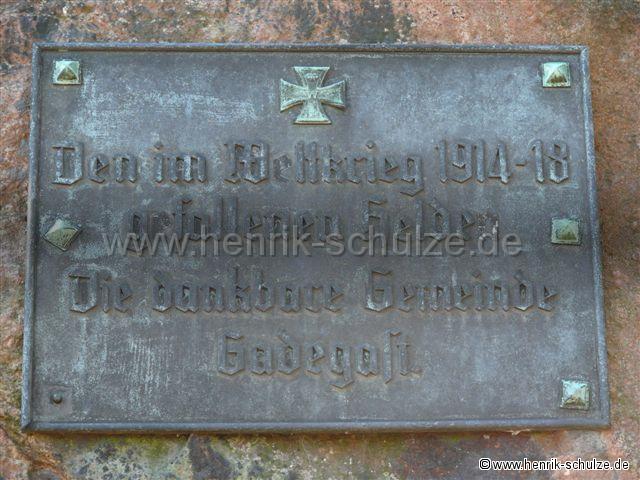 Den im Weltkrieg 1914-18
gefallenen Helden
www.henrik-schulze.de
Die dankbare Gemeinde
Gadegast.
©www.henrik-schulze.de